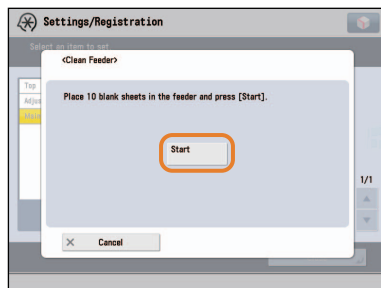 Settings/Registration
Select an item to set.
<Clean Feeder>
Top
Place 10 blank sheets in the feeder and press [Start].
Start
1/1
× Cancel